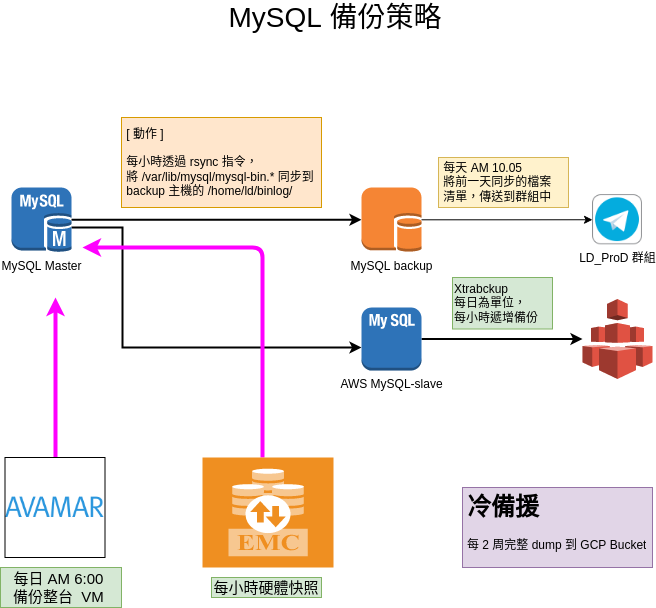 MySQL 備份策略
[ 動作 ]
每小時透過 rsync 指令，
將 /var/lib/mysql/mysql-bin.* 同步到
backup 主機的 /home/ld/binlog/
每天 AM 10.05
將前一天同步的檔案
清單，傳送到群組中
MySQL
M
MySQL Master
MySQL backup
LD_ProD 群組
Xtrabckup
每日為單位，
每小時遞增備份
My SQL
AWS MySQL-slave
AVAMAR
EMC
冷備援
每 2 周完整 dump 到 GCP Bucket
每日 AM 6:00
備份整台 VM
每小時硬體快照